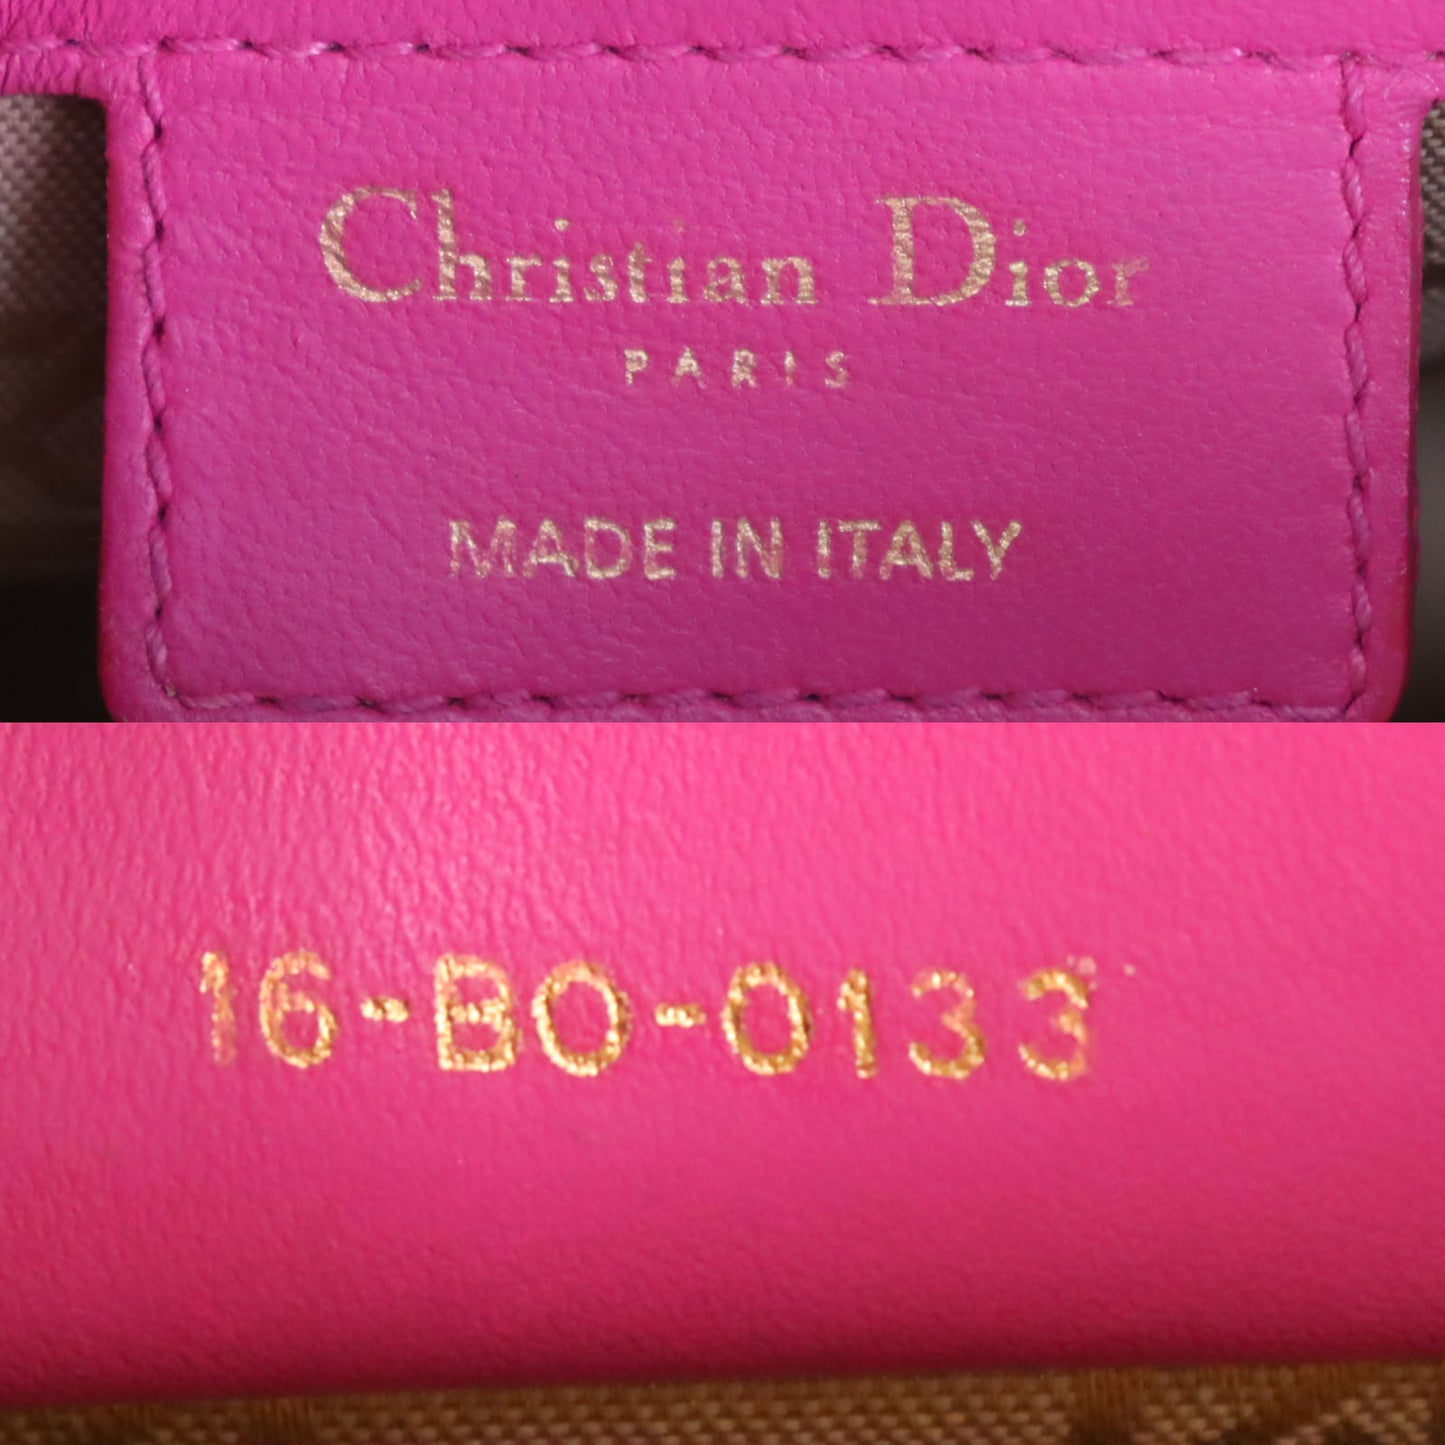 Christian Dior
PARIS
MADE IN ITALY
16-BO-0133